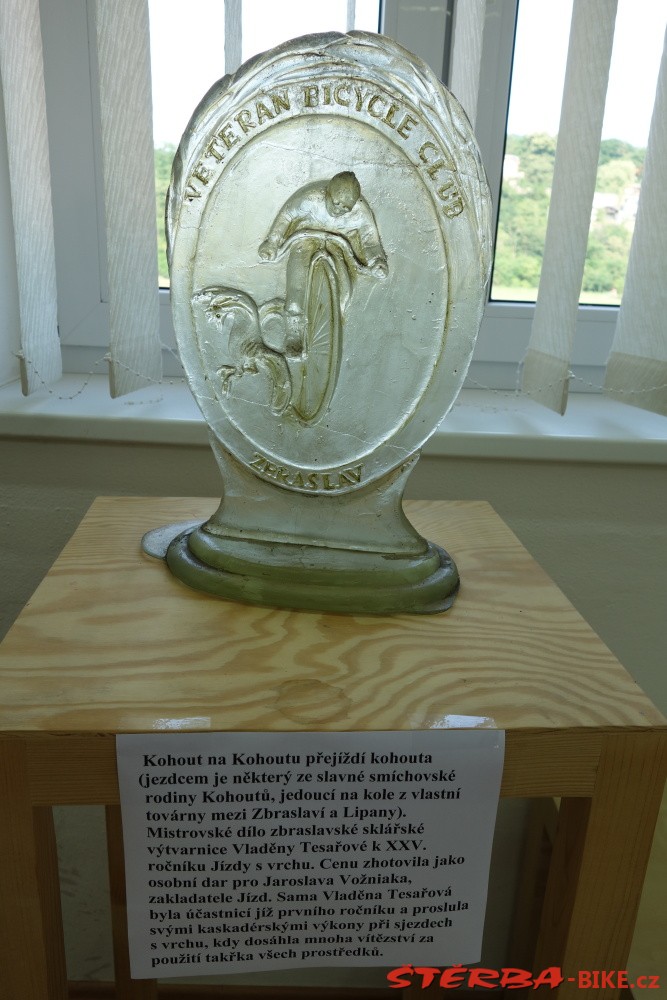 VETERAN BICYCLE CLUB
ZBRASLAV
Kohout na Kohoutu přejíždí kohouta
(jezdcem je některý ze slavné smíchovské
rodiny Kohoutů, jedoucí na kole z vlastní
továrny mezi Zbraslaví a Lipany).
Mistrovské dílo zbraslavské sklářské
výtvarnice Vladěny Tesařové k XXV.
ročníku Jízdy s vrchu. Cenu zhotovila jako
osobní dar pro Jaroslava Vožniaka,
zakladatele Jízd. Sama Vladěna Tesařová
byla účastnicí jíž prvního ročníku a proslula
svými kaskadérskými výkony při sjezdech
s vrchu, kdy dosáhla mnoha vítězství za
použití takřka všech prostředků.
ŠTĚRBA-BIKE.cz